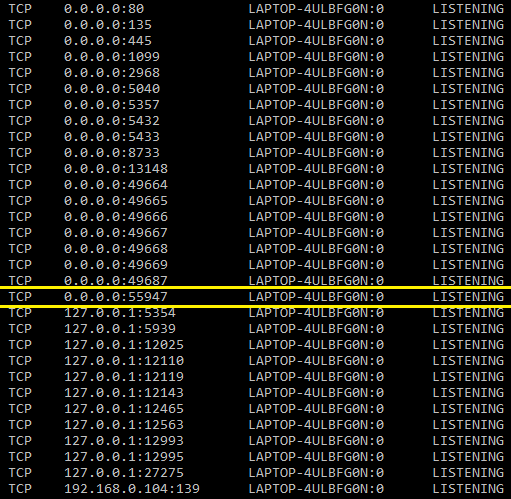 TCP 0.0.0.0:80 LAPTOP-4ULBFG0N:0 LISTENING
TCP 0.0.0.0:135 LAPTOP-4ULBFG0N:0 LISTENING
TCP 0.0.0.0:445 LAPTOP-4ULBFG0N:0 LISTENING
TCP 0.0.0.0:1099 LAPTOP-4ULBFG0N:0 LISTENING
TCP 0.0.0.0:2968 LAPTOP-4ULBFG0N:0 LISTENING
TCP 0.0.0.0:5040 LAPTOP-4ULBFG0N:0 LISTENING
TCP 0.0.0.0:5357 LAPTOP-4ULBFG0N:0 LISTENING
TCP 0.0.0.0:5432 LAPTOP-4ULBFG0N:0 LISTENING
TCP 0.0.0.0:5433 LAPTOP-4ULBFG0N:0 LISTENING
TCP 0.0.0.0:8733 LAPTOP-4ULBFG0N:0 LISTENING
TCP 0.0.0.0:13148 LAPTOP-4ULBFG0N:0 LISTENING
TCP 0.0.0.0:49664 LAPTOP-4ULBFG0N:0 LISTENING
TCP 0.0.0.0:49665 LAPTOP-4ULBFG0N:0 LISTENING
TCP 0.0.0.0:49666 LAPTOP-4ULBFG0N:0 LISTENING
TCP 0.0.0.0:49667 LAPTOP-4ULBFG0N:0 LISTENING
TCP 0.0.0.0:49668 LAPTOP-4ULBFG0N:0 LISTENING
TCP 0.0.0.0:49669 LAPTOP-4ULBFG0N:0 LISTENING
TCP 0.0.0.0:49687 LAPTOP-4ULBFG0N:0 LISTENING
TCP 0.0.0.0:55947 LAPTOP-4ULBFG0N:0 LISTENING
TCP 127.0.0.1:5354 LAPTOP-4ULBFG0N:0 LISTENING
TCP 127.0.0.1:5939 LAPTOP-4ULBFG0N:0 LISTENING
TCP 127.0.0.1:12025 LAPTOP-4ULBFG0N:0 LISTENING
TCP 127.0.0.1:12110 LAPTOP-4ULBFG0N:0 LISTENING
TCP 127.0.0.1:12119 LAPTOP-4ULBFG0N:0 LISTENING
TCP 127.0.0.1:12143 LAPTOP-4ULBFG0N:0 LISTENING
TCP 127.0.0.1:12465 LAPTOP-4ULBFG0N:0 LISTENING
TCP 127.0.0.1:12563 LAPTOP-4ULBFG0N:0 LISTENING
TCP 127.0.0.1:12993 LAPTOP-4ULBFG0N:0 LISTENING
TCP 127.0.0.1:12995 LAPTOP-4ULBFG0N:0 LISTENING
TCP 127.0.0.1:27275 LAPTOP-4ULBFG0N:0 LISTENING
TCP 192.168.0.104:139 LAPTOP-4ULBFG0N:0 LISTENING